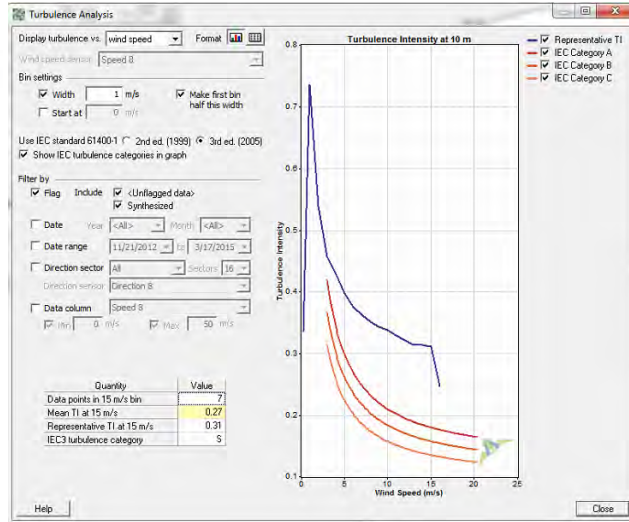 Turbulence Analysis
Display turbulence vs. wind speed Format
Wind speed sensor Speed 8
Bin settings
Width 1 m/s Make first bin
half this width
Start at 0 m/s
Use IEC standard 61400-1 2nd ed. (1999) 3rd ed. (2005)
Show IEC turbulence categories in graph
Filter by
Flag Include <Unflagged data>
Synthesized
Date Year <All> Month <All>
Date range 11/21/2012 to 3/17/2015
Direction sector All Sectors 16
Direction sensor Direction 8
Data column Speed 8
Min 0 m/s Max 50 m/s
Quantity Value
Data points in 15 m/s bin 7
Mean TI at 15 m/s 0.27
Representative TI at 15 m/s 0.31
IEC3 turbulence category S
Help
Turbulence Intensity at 10 m
0.8
0.7
0.6
0.5
0.4
0.3
0.2
0.1
Turbulence Intensity
0 5 10 15 20 25
Wind Speed (m/s)
Representative TI
IEC Category A
IEC Category B
IEC Category C
Close